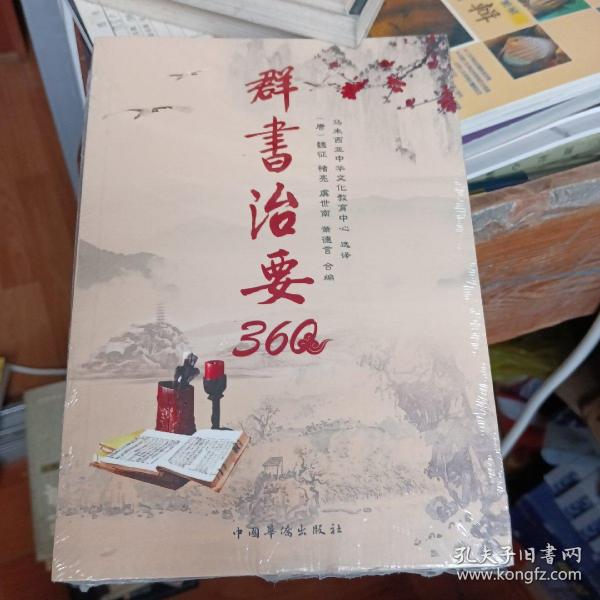 群書治要
360
(唐)魏征 褚亮 虞世南 萧德言 合编
马来西亚中华文化教育中心 选译
中国华侨出版社
輯
孔夫子旧书网
www.kongfz.com